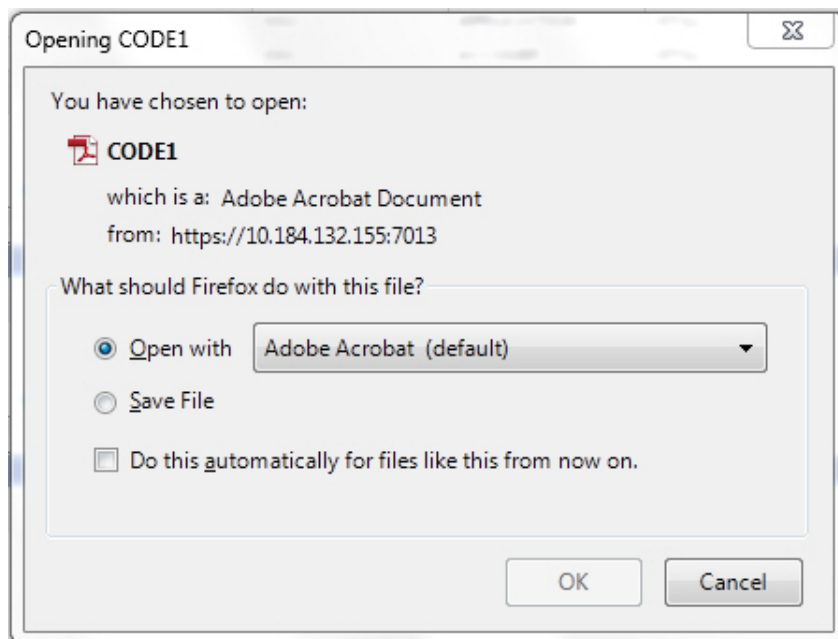 Opening CODE1
You have chosen to open:
CODE1
which is a: Adobe Acrobat Document
from: https://10.184.132.155:7013
What should Firefox do with this file?
Open with Adobe Acrobat (default)
Save File
Do this automatically for files like this from now on.
OK Cancel